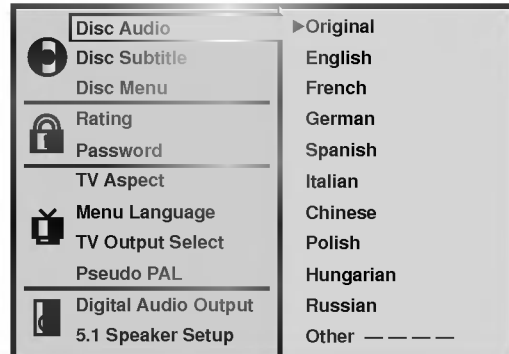 Disc Audio
Disc Subtitle
Disc Menu
Rating
Password
TV Aspect
Menu Language
TV Output Select
Pseudo PAL
Digital Audio Output
5.1 Speaker Setup
Original
English
French
German
Spanish
Italian
Chinese
Polish
Hungarian
Russian
Other — — — —